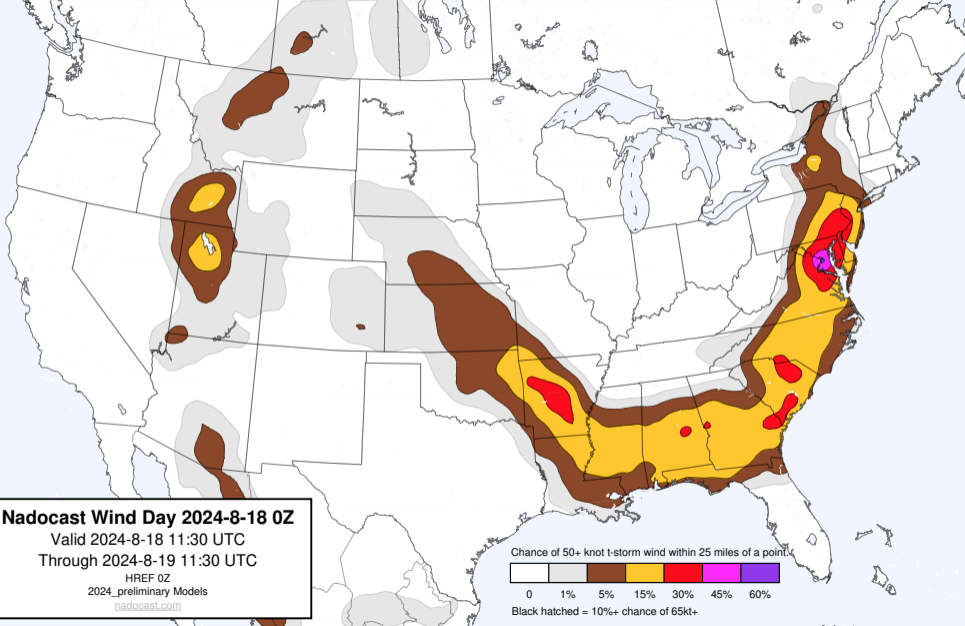 Nadocast Wind Day 2024-8-18 0Z
Valid 2024-8-18 11:30 UTC
Through 2024-8-19 11:30 UTC
HREF 0Z
2024_preliminary Models
nadocast.com
Chance of 50+ knot t-storm wind within 25 miles of a point.
0 1% 5% 15% 30% 45% 60%
Black hatched = 10%+ chance of 65kt+